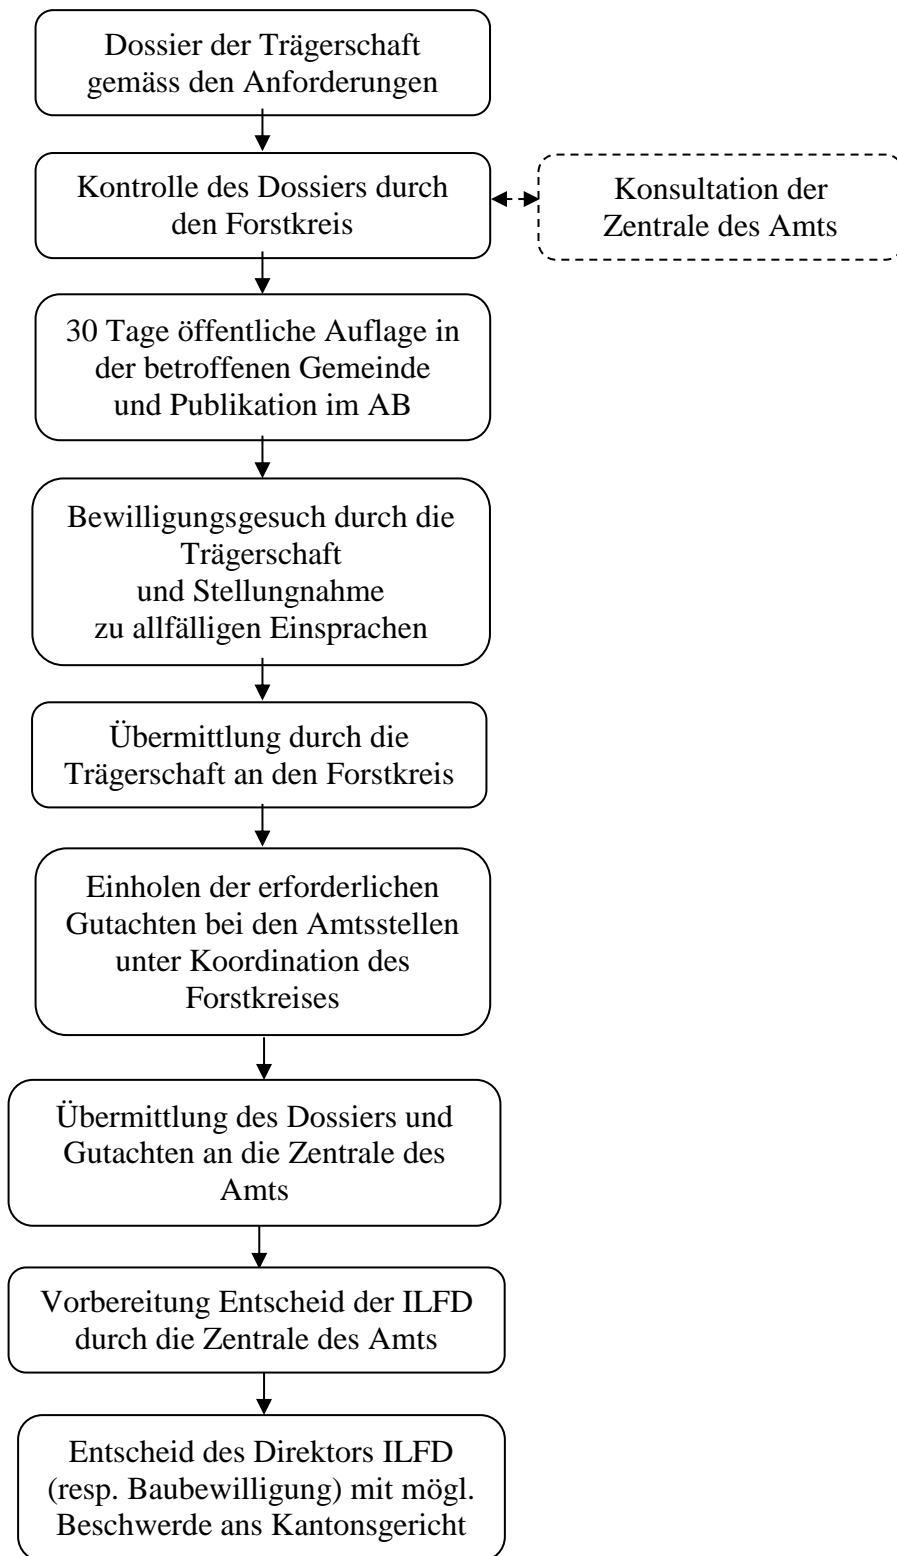 Dossier der Trägerschaft
gemäss den Anforderungen
Kontrolle des Dossiers durch
den Forstkreis
Konsultation der
Zentrale des Amts
30 Tage öffentliche Auflage in
der betroffenen Gemeinde
und Publikation im AB
Bewilligungsgesuch durch die
Trägerschaft
und Stellungnahme
zu allfälligen Einsprachen
Übermittlung durch die
Trägerschaft an den Forstkreis
Einholen der erforderlichen
Gutachten bei den Amtsstellen
unter Koordination des
Forstkreises
Übermittlung des Dossiers und
Gutachten an die Zentrale des
Amts
Vorbereitung Entscheid der ILFD
durch die Zentrale des Amts
Entscheid des Direktors ILFD
(resp. Baubewilligung) mit mögl.
Beschwerde ans Kantonsgericht